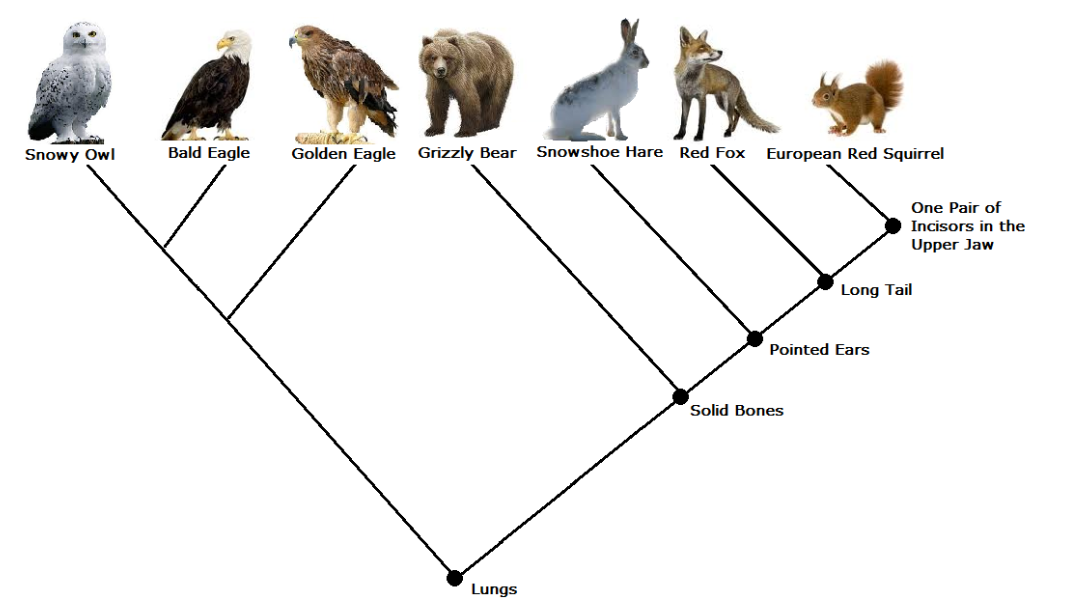 Snowy Owl
Bald Eagle
Golden Eagle
Grizzly Bear
Snowshoe Hare
Red Fox
European Red Squirrel
One Pair of
Incisors in the
Upper Jaw
Long Tail
Pointed Ears
Solid Bones
Lungs